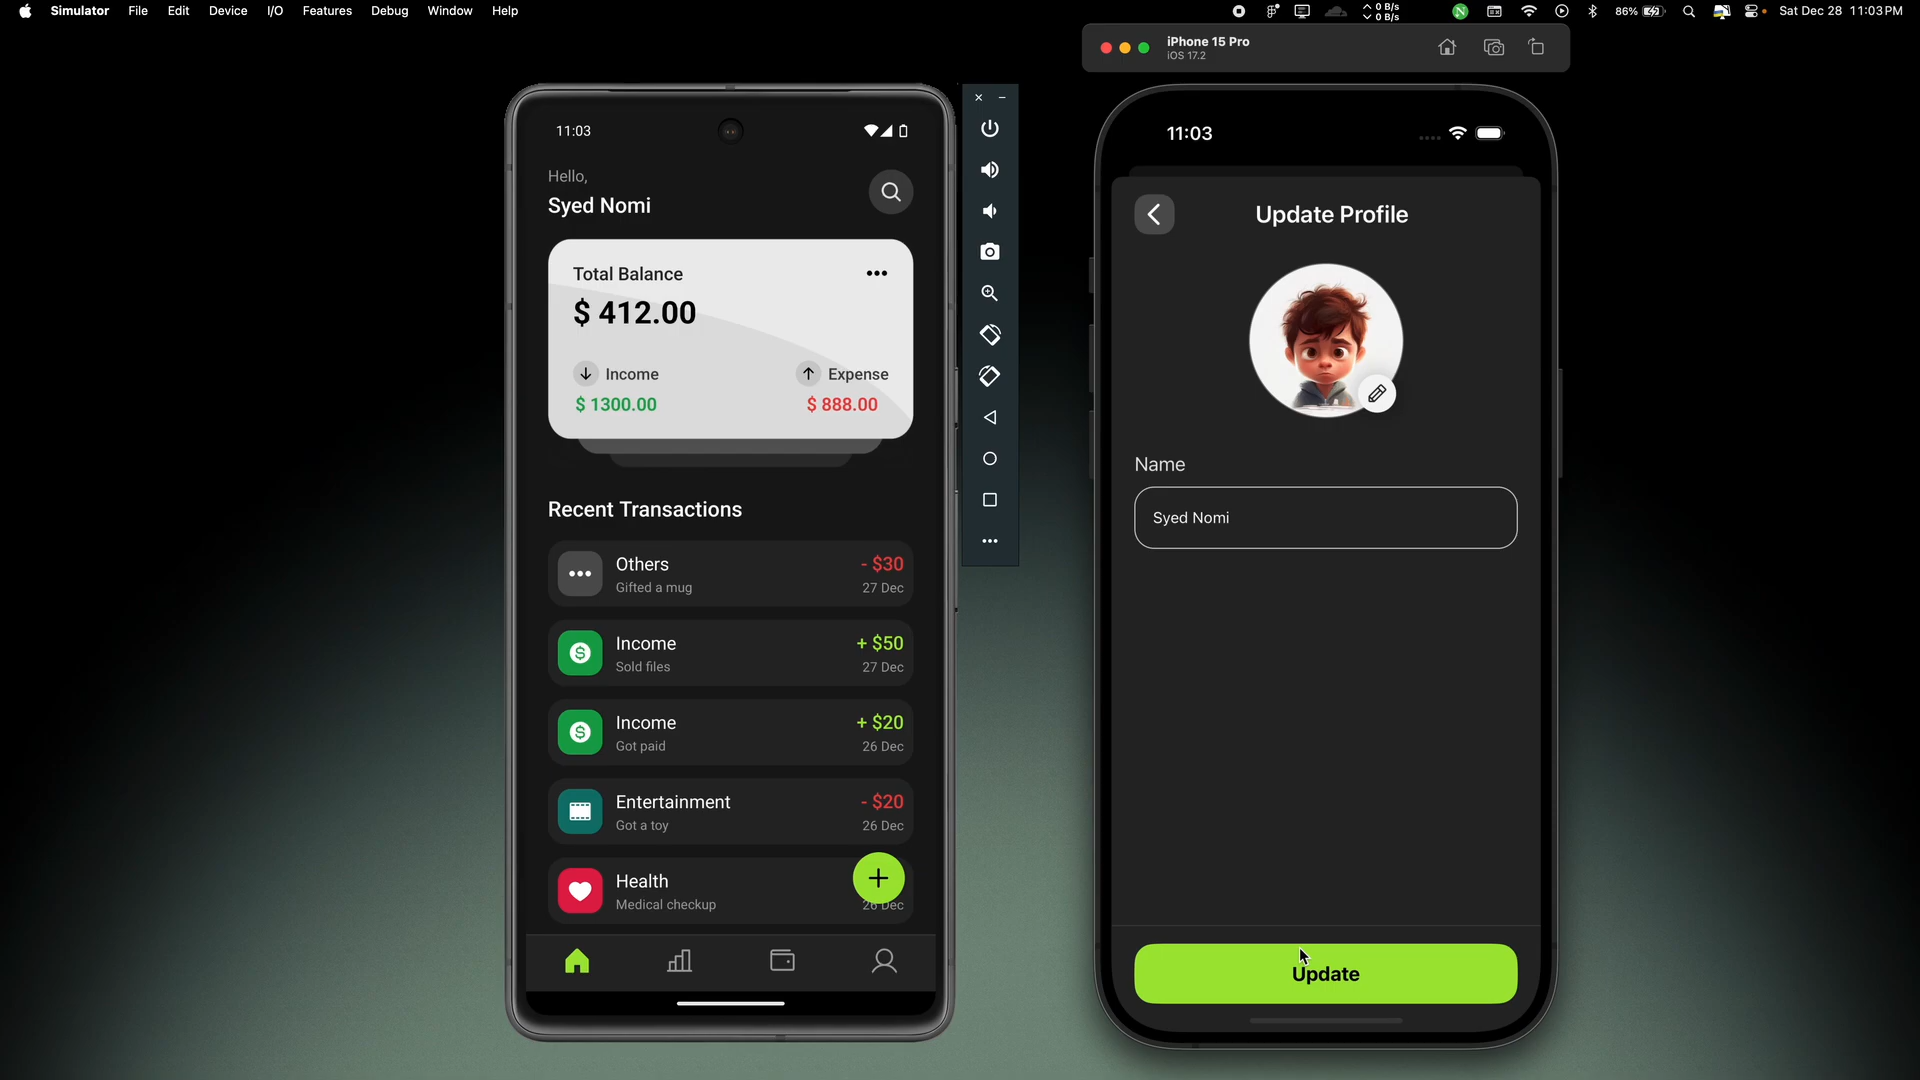 Simulator File Edit Device I/O Features Debug Window Help
0 B/s
0 B/s
N
86%
Sat Dec 28 11:03 PM
iPhone 15 Pro
iOS 17.2
11:03
Hello,
Syed Nomi
Total Balance
$ 412.00
Income
Expense
$ 1300.00
$ 888.00
Recent Transactions
Others
- $30
Gifted a mug
27 Dec
Income
+ $50
Sold files
27 Dec
Income
+ $20
Got paid
26 Dec
Entertainment
- $20
Got a toy
26 Dec
Health
Medical checkup
26 Dec
11:03
Update Profile
Name
Syed Nomi
Update